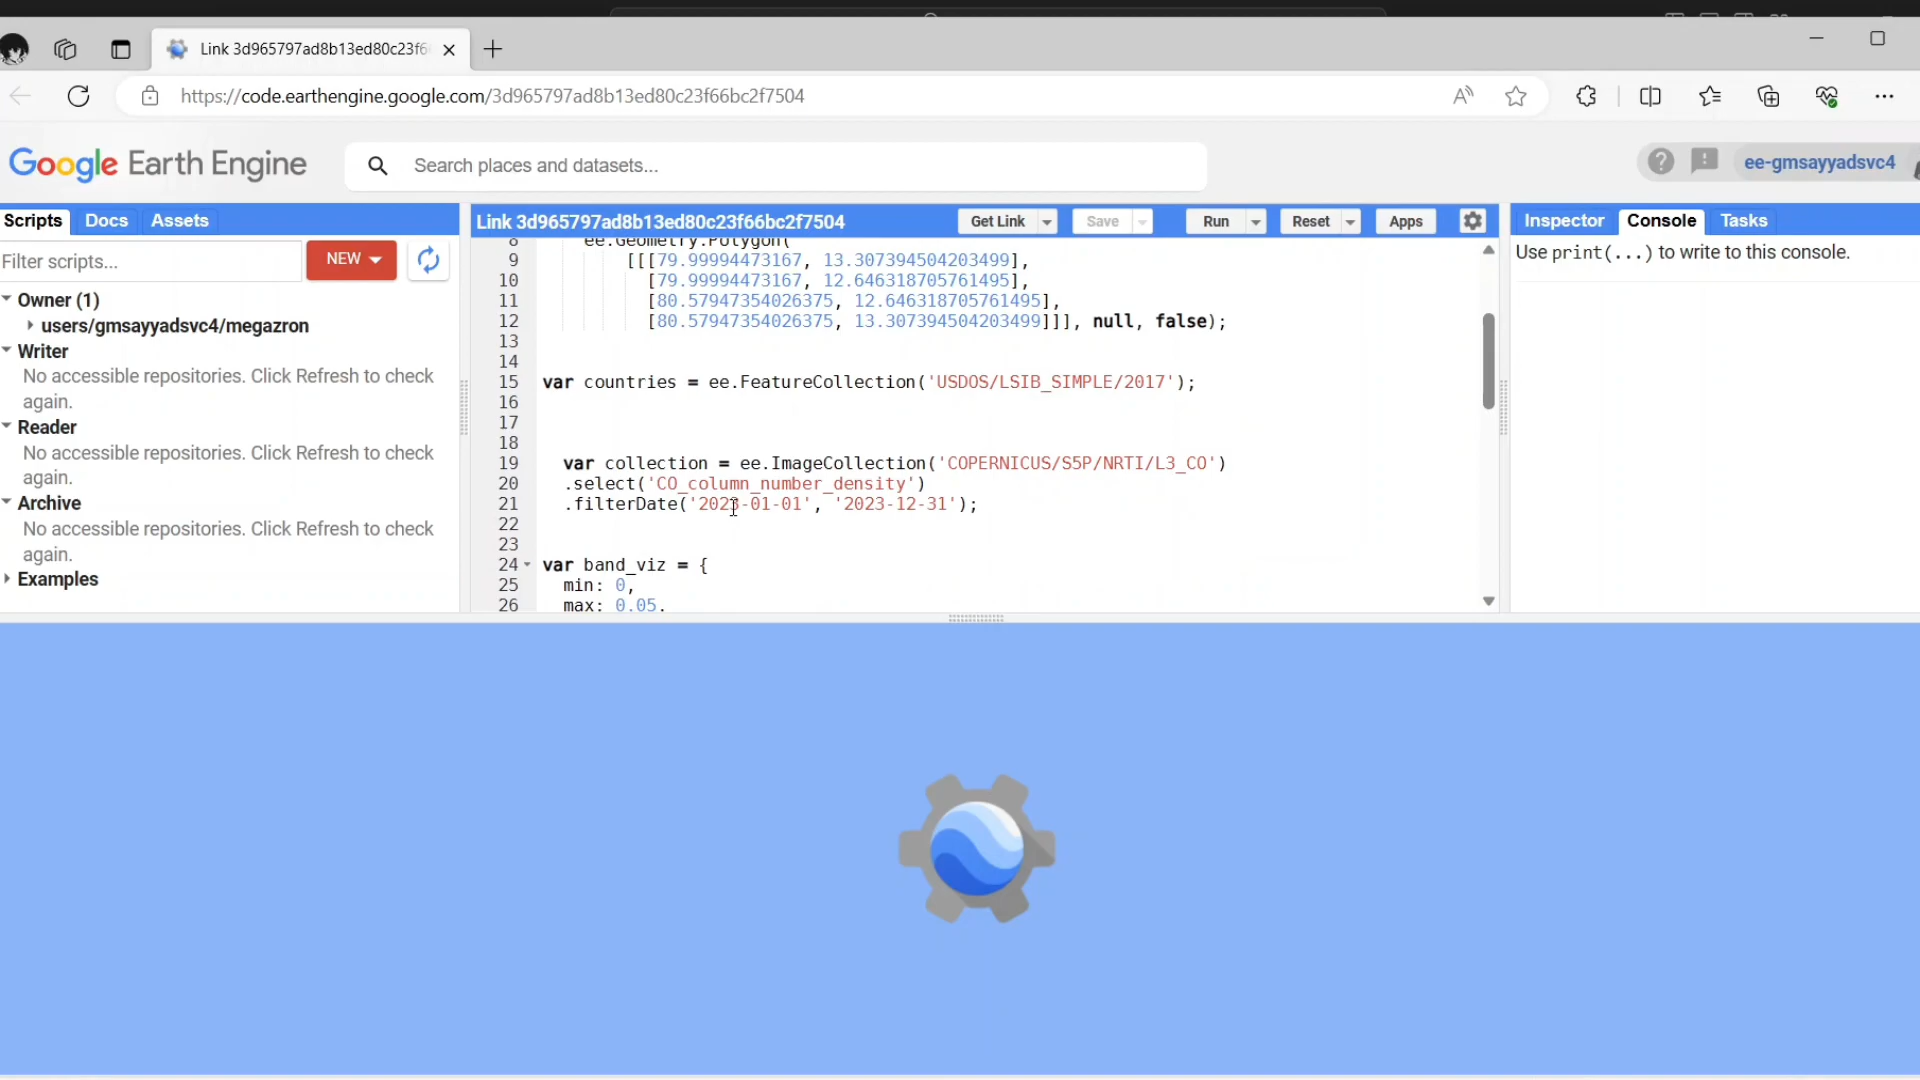 Link 3d965797ad8b13ed80c23f6
https://code.earthengine.google.com/3d965797ad8b13ed80c23f66bc2f7504
Google Earth Engine
Search places and datasets...
ee-gmsayyadsvc4
Scripts
Docs
Assets
Link 3d965797ad8b13ed80c23f66bc2f7504
Get Link
Save
Run
Reset
Apps
Inspector
Console
Tasks
Filter scripts...
NEW
Owner (1)
users/gmsayyadsvc4/megazron
Writer
No accessible repositories. Click Refresh to check
again.
Reader
No accessible repositories. Click Refresh to check
again.
Archive
No accessible repositories. Click Refresh to check
again.
Examples
8 ee.Geometry.Polygon(
9 [[[79.99994473167, 13.307394504203499],
10 [79.99994473167, 12.646318705761495],
11 [80.57947354026375, 12.646318705761495],
12 [80.57947354026375, 13.307394504203499]]], null, false);
13
14
15 var countries = ee.FeatureCollection('USDOS/LSIB_SIMPLE/2017');
16
17
18
19 var collection = ee.ImageCollection('COPERNICUS/S5P/NRTI/L3_CO')
20 .select('CO_column_number_density')
21 .filterDate('2023-01-01', '2023-12-31');
22
23
24 var band_viz = {
25 min: 0,
26 max: 0.05,
Use print(...) to write to this console.